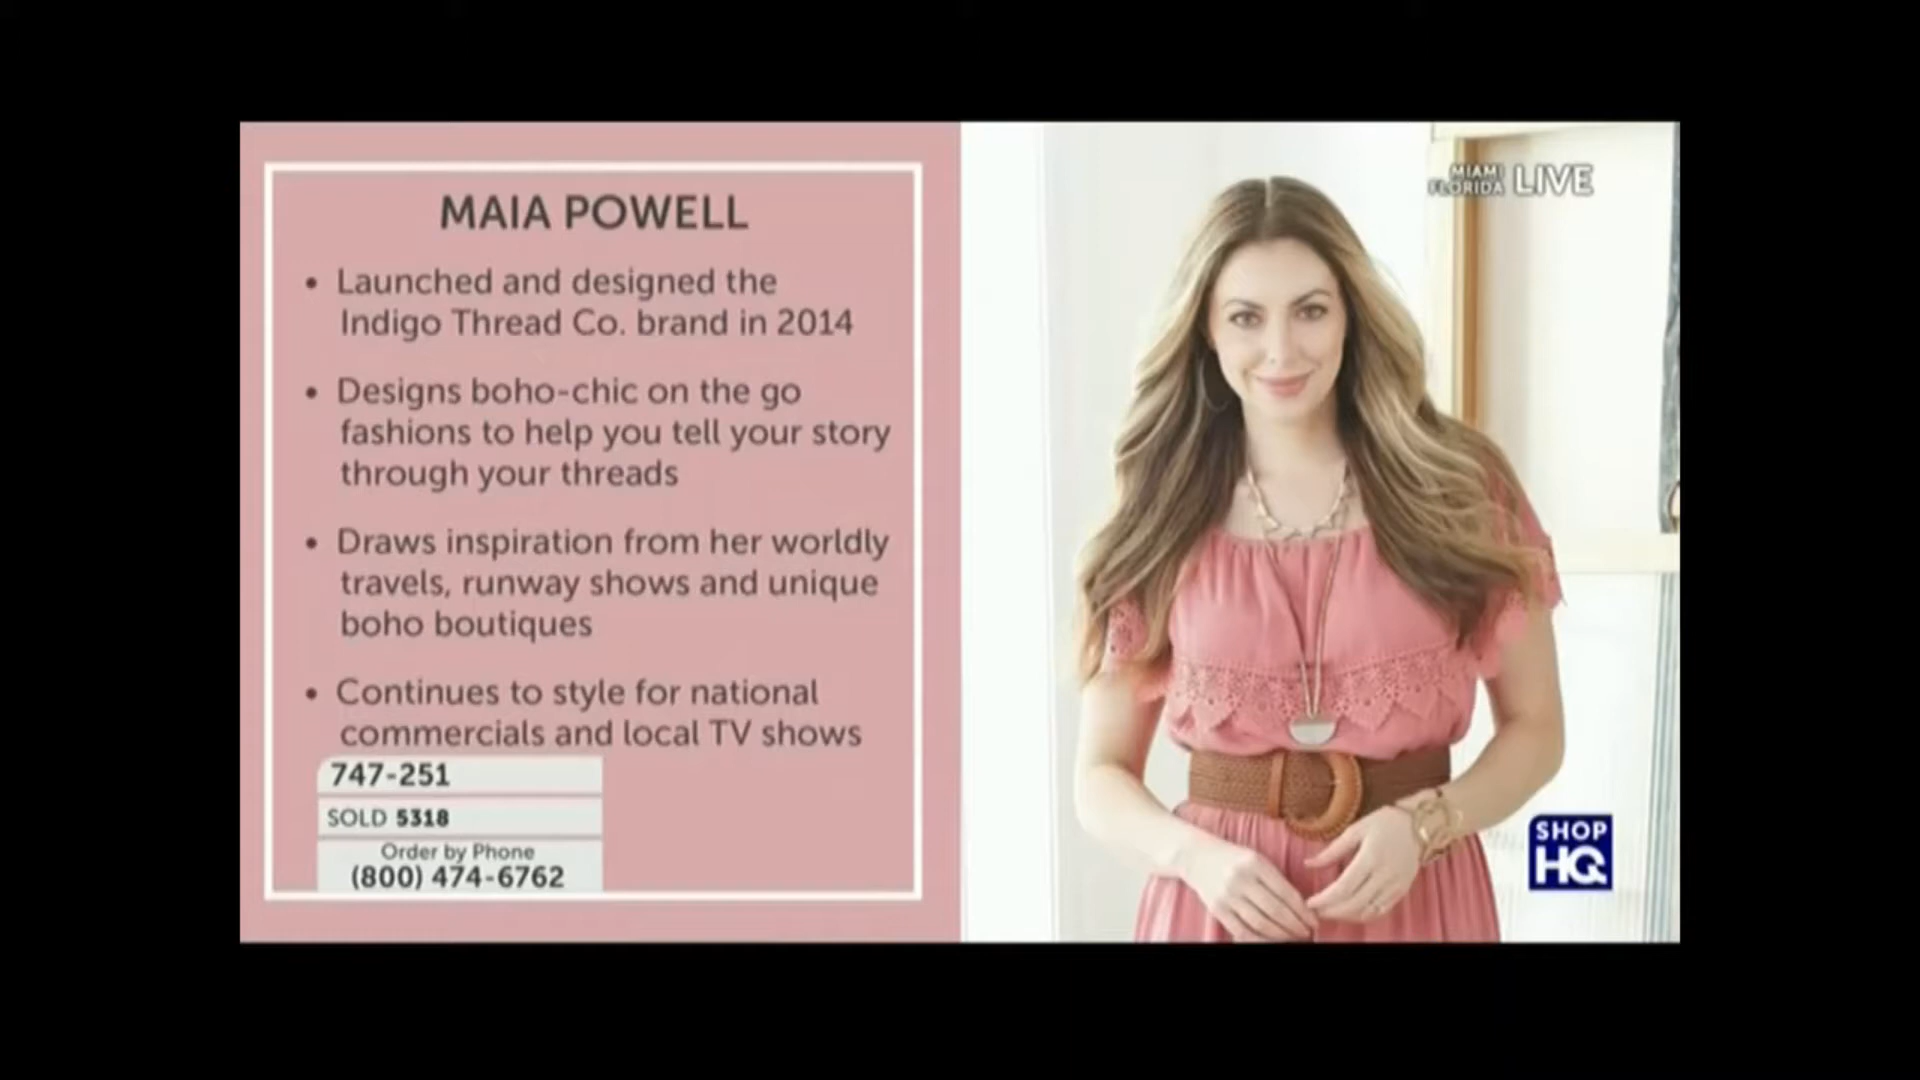 MAIA POWELL
• Launched and designed the
Indigo Thread Co. brand in 2014
• Designs boho-chic on the go
fashions to help you tell your story
through your threads
• Draws inspiration from her worldly
travels, runway shows and unique
boho boutiques
• Continues to style for national
commercials and local TV shows
747-251
SOLD 5318
Order by Phone
(800) 474-6762
MIAMI
FLORIDA LIVE
SHOP
HQ